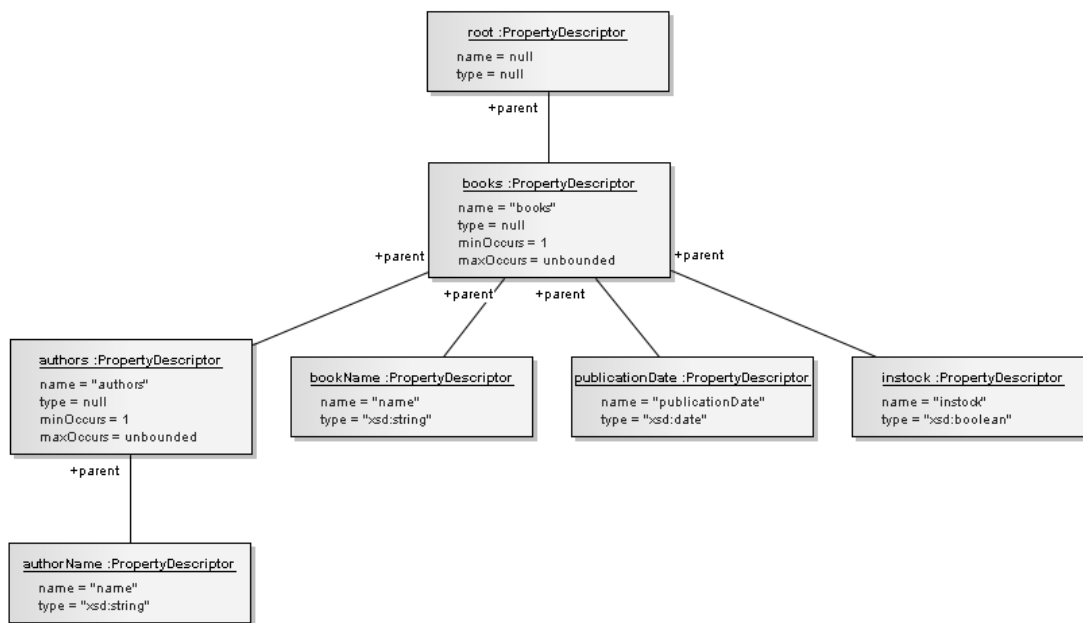 root :PropertyDescriptor
name = null
type = null
+parent
books :PropertyDescriptor
name = "books"
type = null
minOccurs = 1
maxOccurs = unbounded
+parent
+parent
+parent
+parent
authors :PropertyDescriptor
name = "authors"
type = null
minOccurs = 1
maxOccurs = unbounded
bookName :PropertyDescriptor
name = "name"
type = "xsd:string"
publicationDate :PropertyDescriptor
name = "publicationDate"
type = "xsd:date"
instock :PropertyDescriptor
name = "instock"
type = "xsd:boolean"
+parent
authorName :PropertyDescriptor
name = "name"
type = "xsd:string"